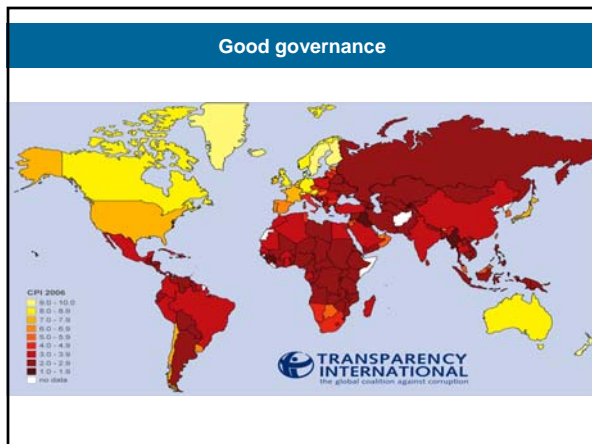 Good governance
CPI 2006
9.0 - 10.0
8.0 - 8.9
7.0 - 7.9
6.0 - 6.9
5.0 - 5.9
4.0 - 4.9
3.0 - 3.9
2.0 - 2.9
1.0 - 1.9
no data
TRANSPARENCY
INTERNATIONAL
the global coalition against corruption